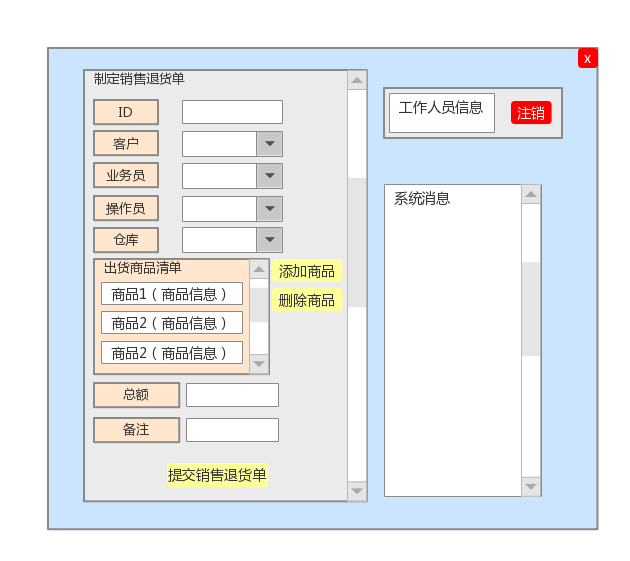 x
制定销售退货单
ID
客户
业务员
操作员
仓库
出货商品清单
商品1（商品信息）
商品2（商品信息）
商品2（商品信息）
添加商品
删除商品
总额
备注
提交销售退货单
工作人员信息
注销
系统消息